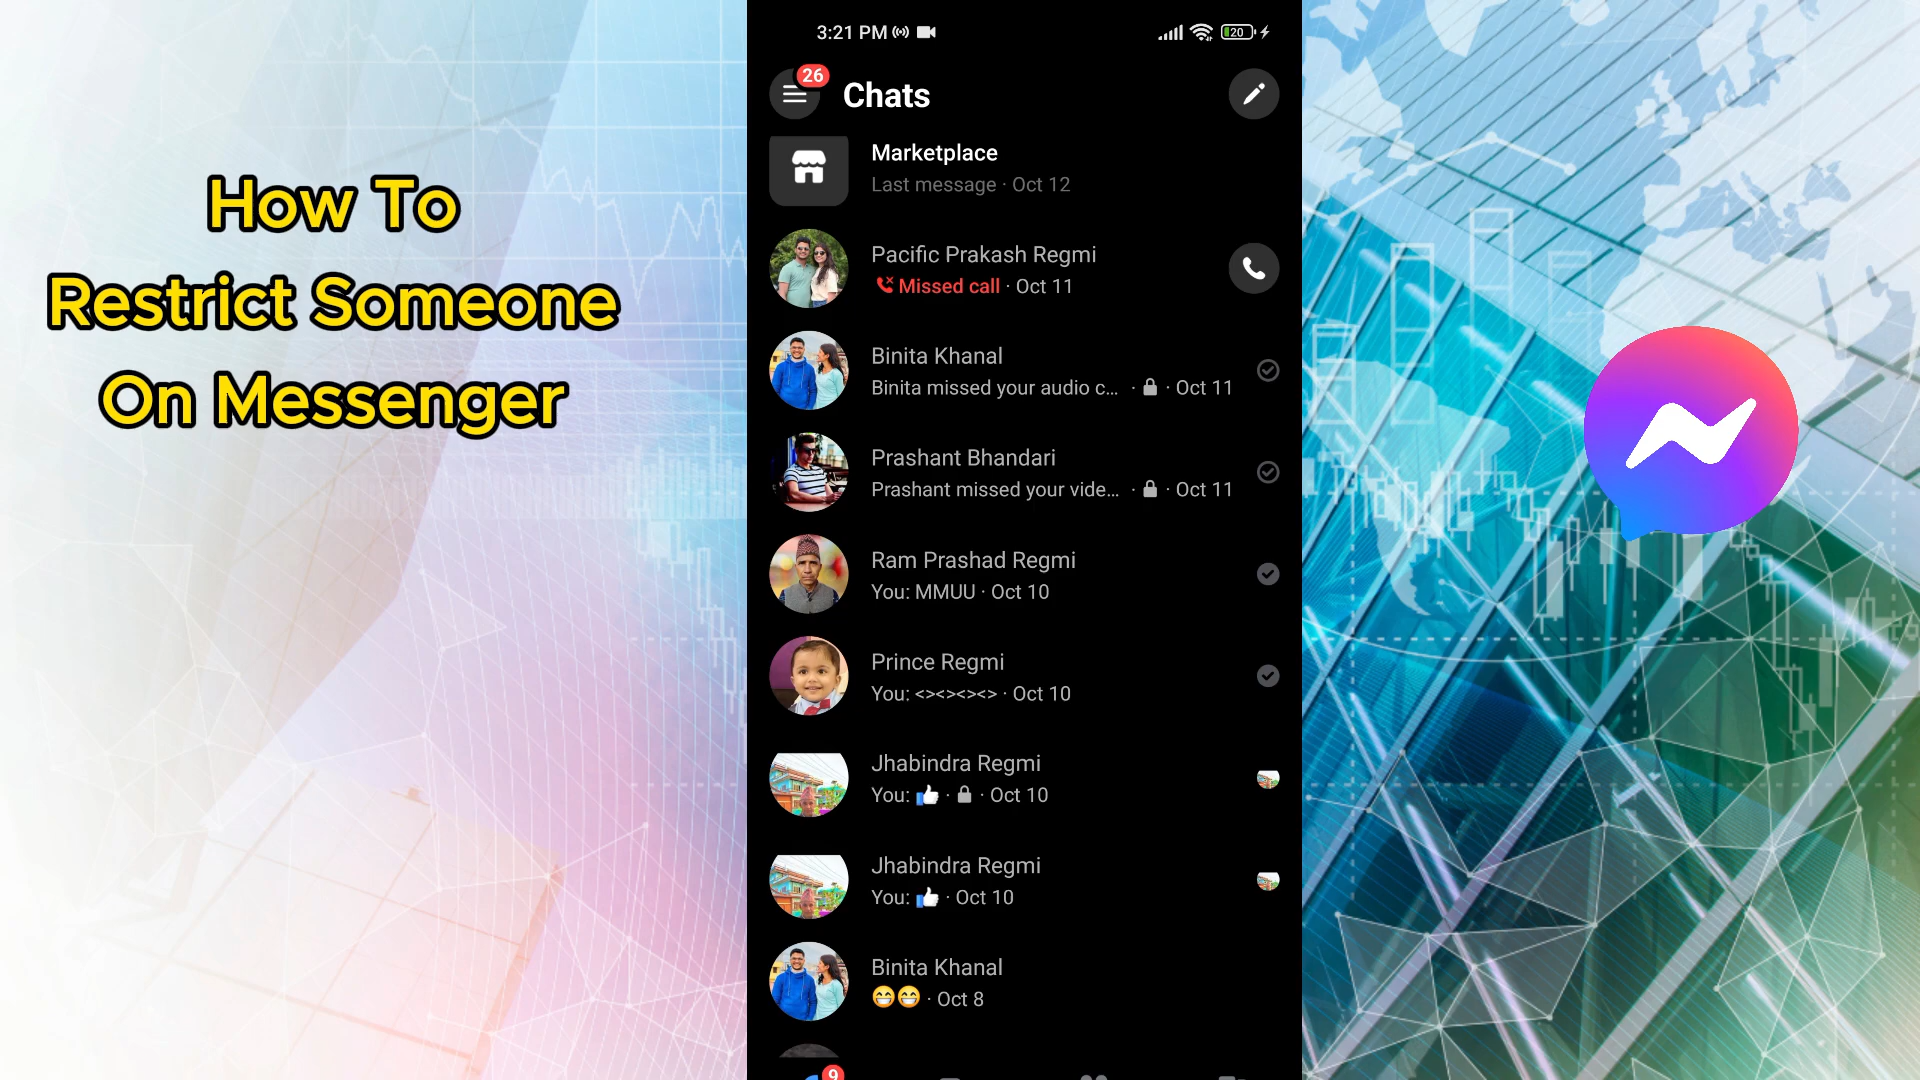 How To
Restrict Someone
On Messenger
3:21 PM
20
26
Chats
Marketplace
Last message · Oct 12
Pacific Prakash Regmi
Missed call · Oct 11
Binita Khanal
Binita missed your audio c... · · Oct 11
Prashant Bhandari
Prashant missed your vide... · · Oct 11
Ram Prashad Regmi
You: MMUU · Oct 10
Prince Regmi
You: <><><><> · Oct 10
Jhabindra Regmi
You: 👍 · · Oct 10
Jhabindra Regmi
You: 👍 · Oct 10
Binita Khanal
😁😁 · Oct 8
9